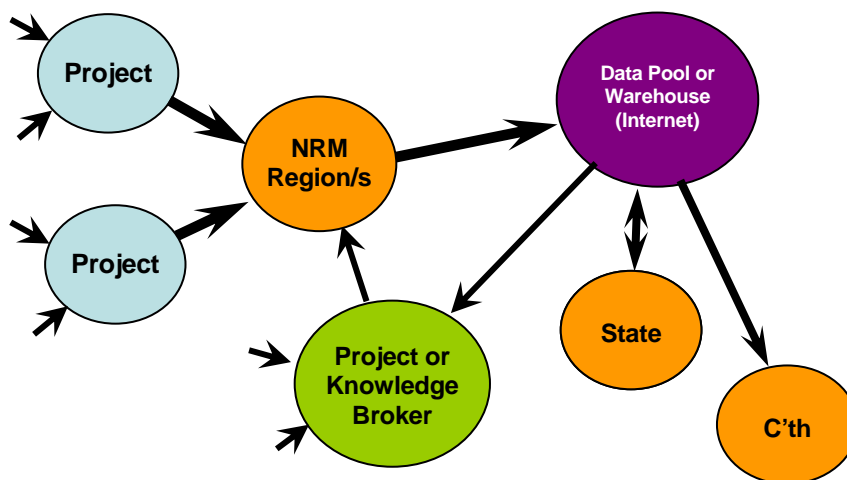 Project
Data Pool or
Warehouse
(Internet)
NRM
Region/s
Project
State
Project or
Knowledge
Broker
C'th